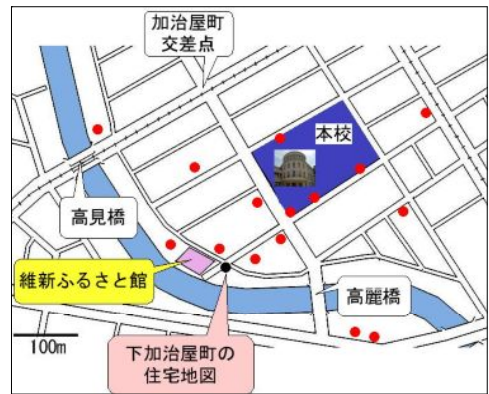 加治屋町
交差点
本校
高見橋
維新ふるさと館
高麗橋
100m
下加治屋町の
住宅地図